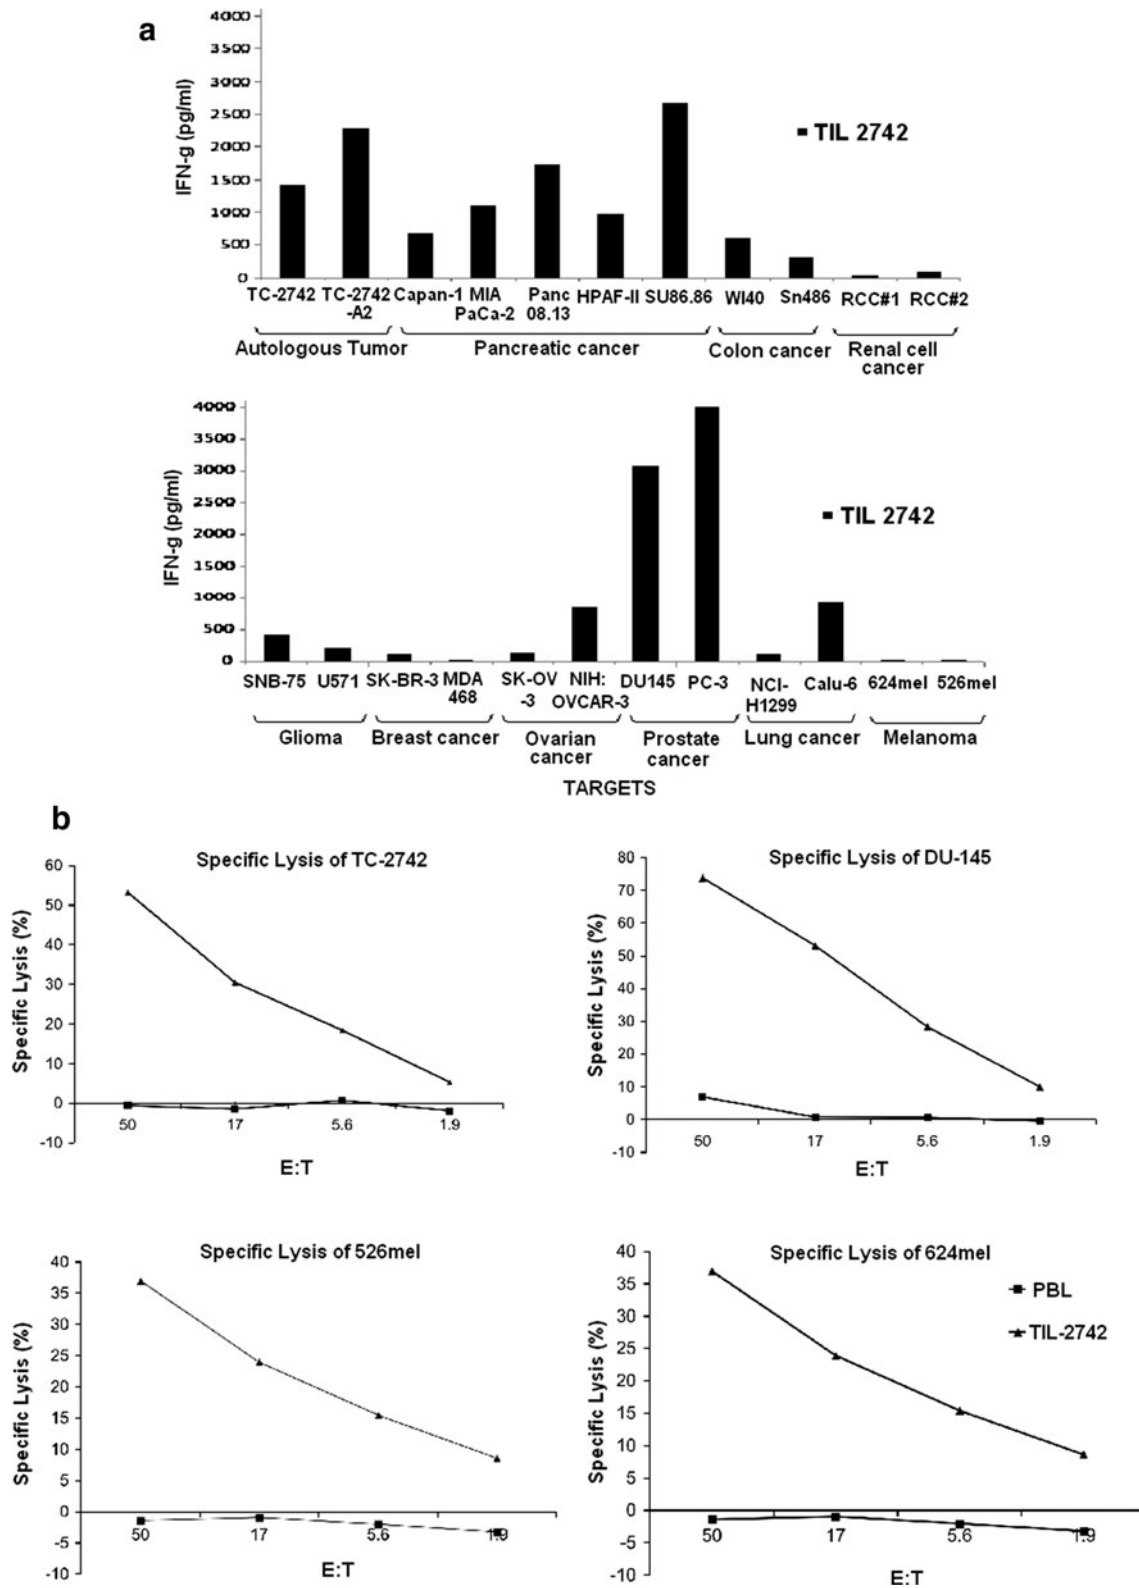 a
4000
3500
3000
2500
2000
1500
1000
500
0
IFN-g (pg/ml)
TIL 2742
TC-2742 TC-2742 -A2 Capan-1 MIA PaCa-2 Panc 08.13 HPAF-II SU86.86 WI40 Sn486 RCC#1 RCC#2
Autologous Tumor Pancreatic cancer Colon cancer Renal cell cancer
4000
3500
3000
2500
2000
1500
1000
500
0
IFN-g (pg/ml)
TIL 2742
SNB-75 U571 SK-BR-3 MDA 468 SK-OV -3 NIH: OVCAR-3 DU145 PC-3 NCI- H1299 Calu-6 624mel 526mel
Glioma Breast cancer Ovarian cancer Prostate cancer Lung cancer Melanoma
TARGETS
b
Specific Lysis of TC-2742
60
50
40
30
20
10
0
-10
Specific Lysis (%)
50 17 5.6 1.9
E:T
Specific Lysis of DU-145
80
70
60
50
40
30
20
10
0
-10
Specific Lysis (%)
50 17 5.6 1.9
E:T
Specific Lysis of 526mel
40
35
30
25
20
15
10
5
0
-5
-10
Specific Lysis (%)
50 17 5.6 1.9
E:T
Specific Lysis of 624mel
40
35
30
25
20
15
10
5
0
-5
-10
Specific Lysis (%)
PBL
TIL-2742
50 17 5.6 1.9
E:T